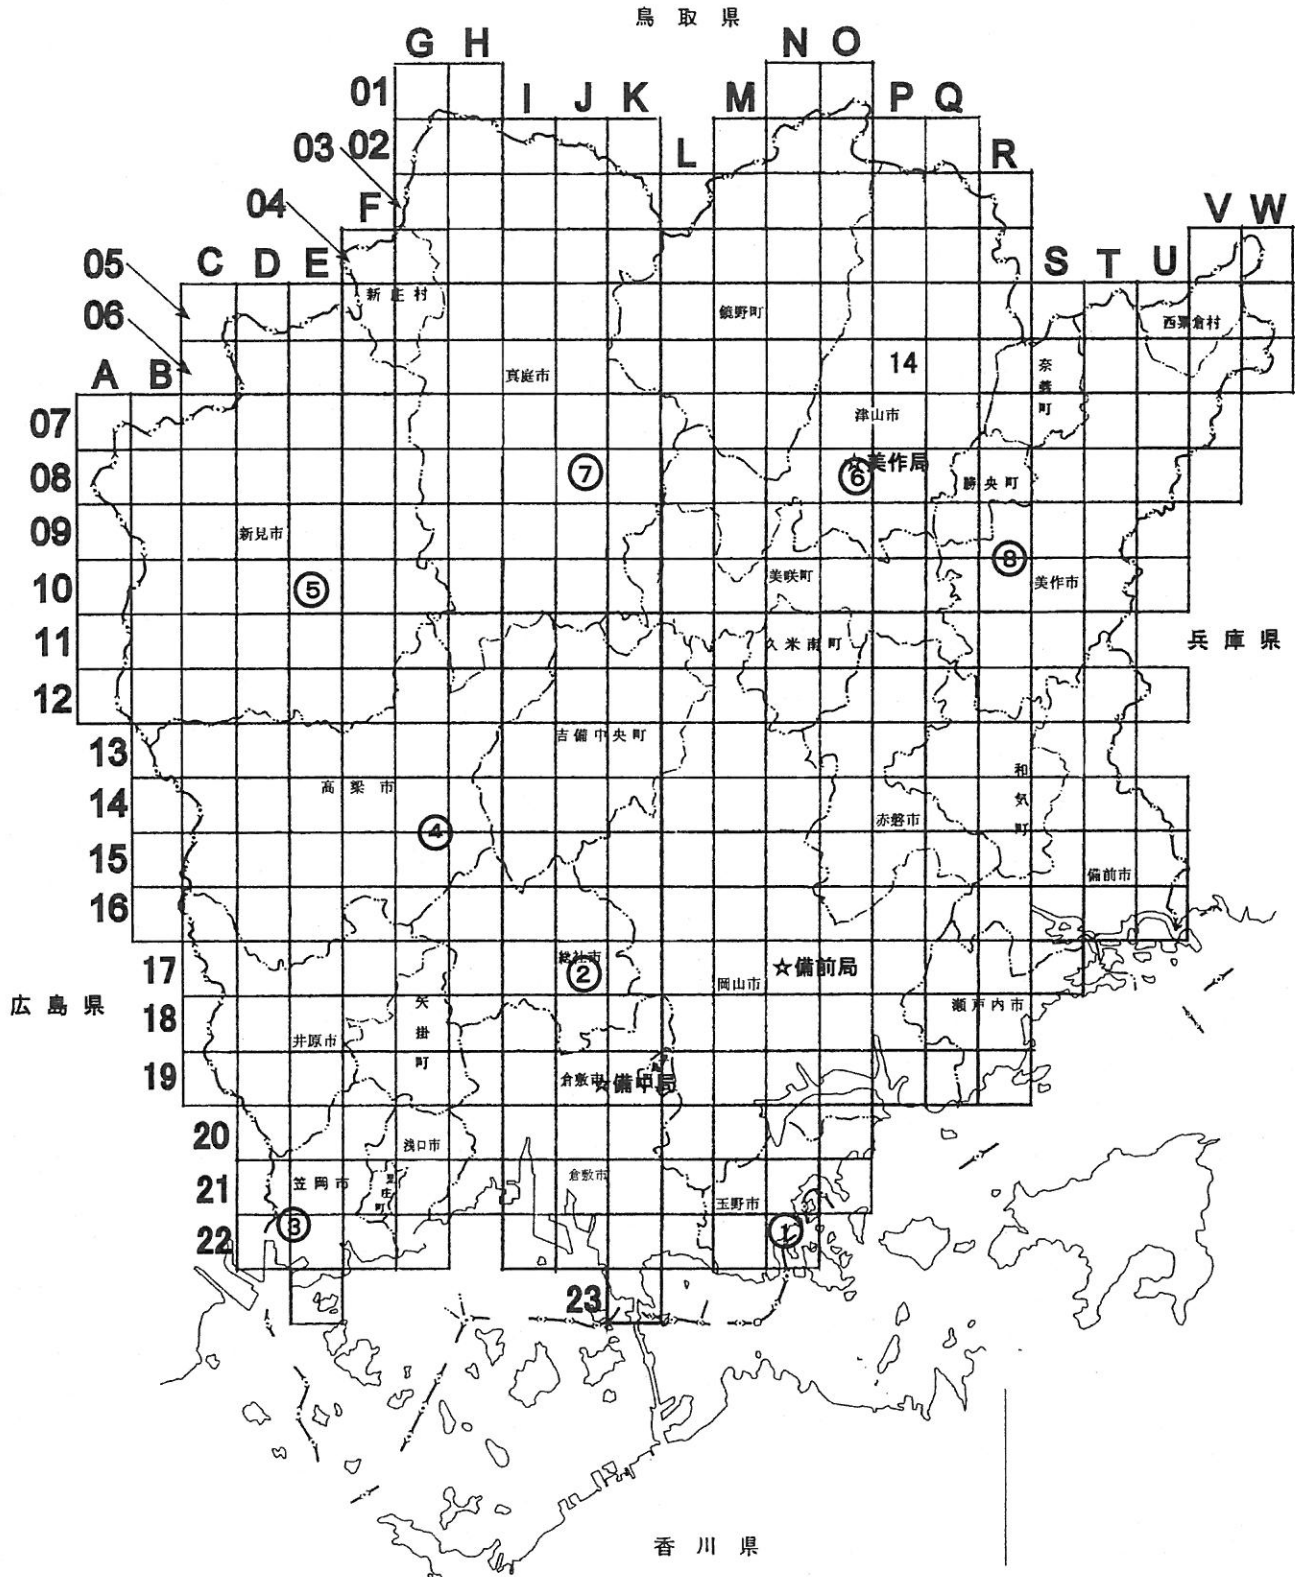 鳥取県
G H N O
01 I J K M P Q
03 02 L R
04 F V W
05 C D E S T U
新庄村 鏡野町 西粟倉村
06
A B 真庭市 14 奈義町
07 津山市
08 ⑦ ⑥ ☆美作局 勝央町
09 新見市 ⑧
10 ⑤ 美咲町 美作市
11 久米南町 兵庫県
12
13 吉備中央町 和気町
14 高梁市
15 ④ 赤磐市 備前市
16
17 総社市 ② 岡山市 ☆備前局
広島県 18 井原市 矢掛町 瀬戸内市
19 倉敷市 ☆備中局
20 浅口市
21 笠岡市 里庄町 倉敷市 玉野市
22 ③ ①
23
香川県